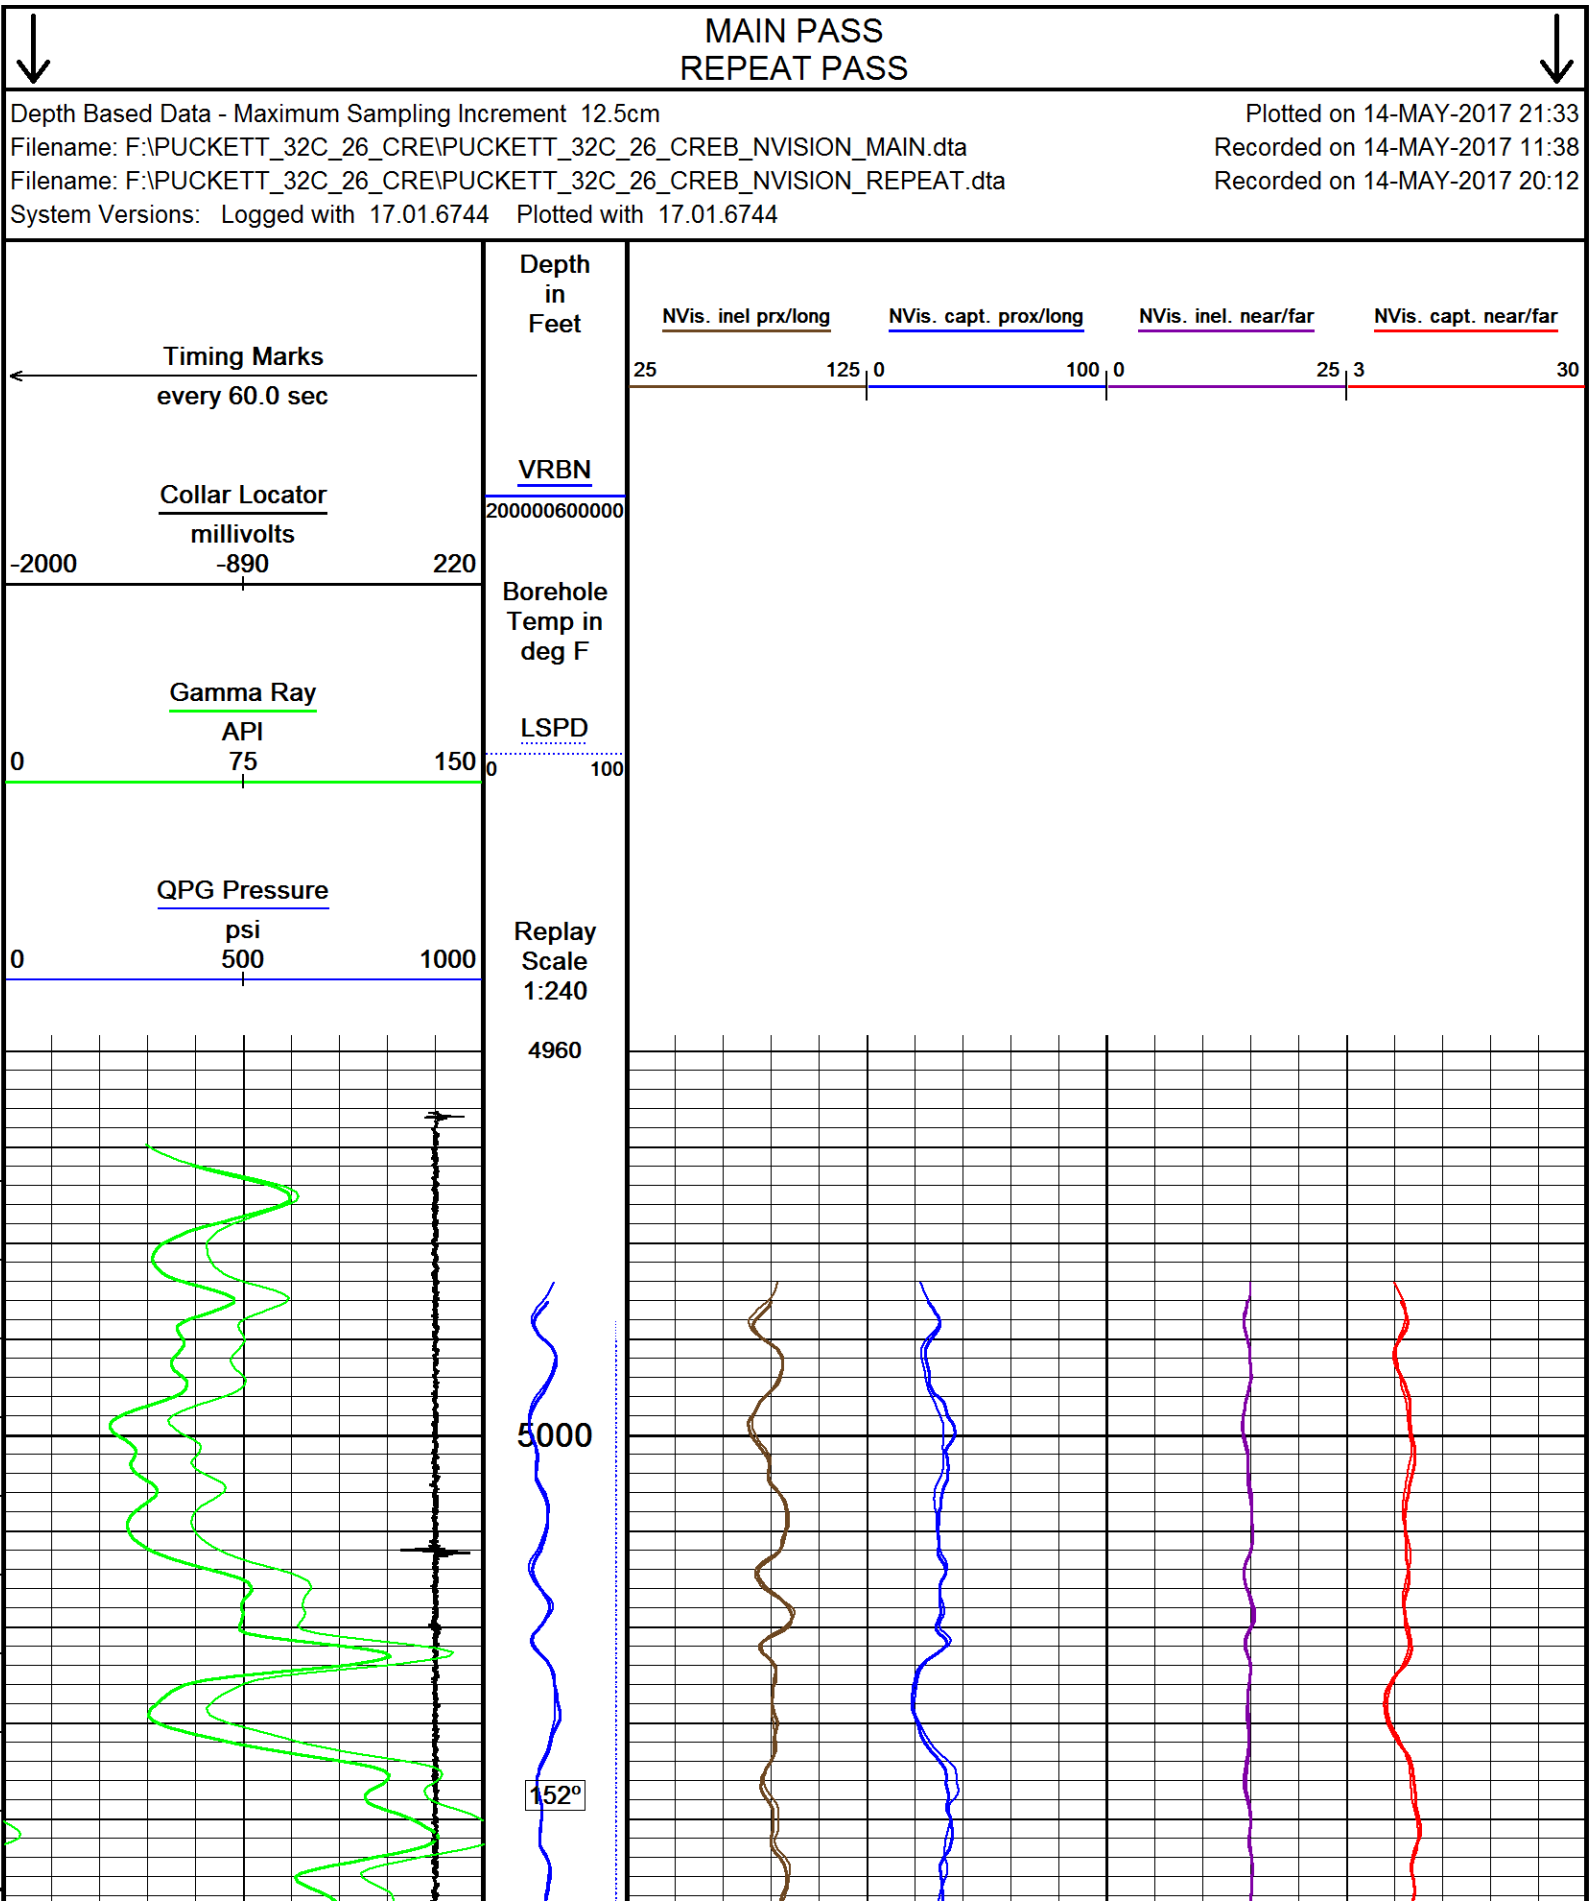 MAIN PASS
REPEAT PASS
Depth Based Data - Maximum Sampling Increment 12.5cm
Plotted on 14-MAY-2017 21:33
Filename: F:\PUCKETT_32C_26_CRE\PUCKETT_32C_26_CREB_NVISION_MAIN.dta
Recorded on 14-MAY-2017 11:38
Filename: F:\PUCKETT_32C_26_CRE\PUCKETT_32C_26_CREB_NVISION_REPEAT.dta
Recorded on 14-MAY-2017 20:12
System Versions: Logged with 17.01.6744 Plotted with 17.01.6744
Timing Marks
every 60.0 sec
Collar Locator
millivolts
-2000 -890 220
Gamma Ray
API
0 75 150
QPG Pressure
psi
0 500 1000
Depth
in
Feet
VRBN
200000600000
Borehole
Temp in
deg F
LSPD
0 100
Replay
Scale
1:240
4960
5000
152º
NVis. inel prx/long
25 125
NVis. capt. prox/long
0 100
NVis. inel. near/far
0 25
NVis. capt. near/far
3 30